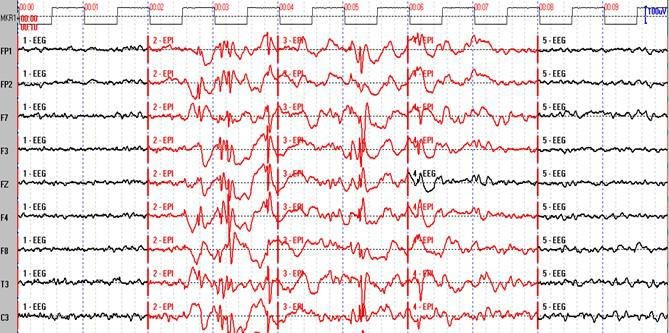 00:00 00:01 00:02 00:03 00:04 00:05 00:06 00:07 00:08 00:09
MKR1 00:00 100uV
00:10
1 - EEG 2 - EPI 3 - EPI 4 - EPI 5 - EEG
FP1
1 - EEG 2 - EPI 3 - EPI 4 - EPI 5 - EEG
FP2
1 - EEG 2 - EPI 3 - EPI 4 - EPI 5 - EEG
F7
1 - EEG 2 - EPI 3 - EPI 4 - EPI 5 - EEG
F3
1 - EEG 2 - EPI 3 - EPI 4 - EEG 5 - EEG
FZ
1 - EEG 2 - EPI 3 - EPI 4 - EPI 5 - EEG
F4
1 - EEG 2 - EPI 3 - EPI 4 - EPI 5 - EEG
F8
1 - EEG 2 - EPI 3 - EPI 4 - EPI 5 - EEG
T3
1 - EEG 2 - EPI 3 - EPI 4 - EPI 5 - EEG
C3